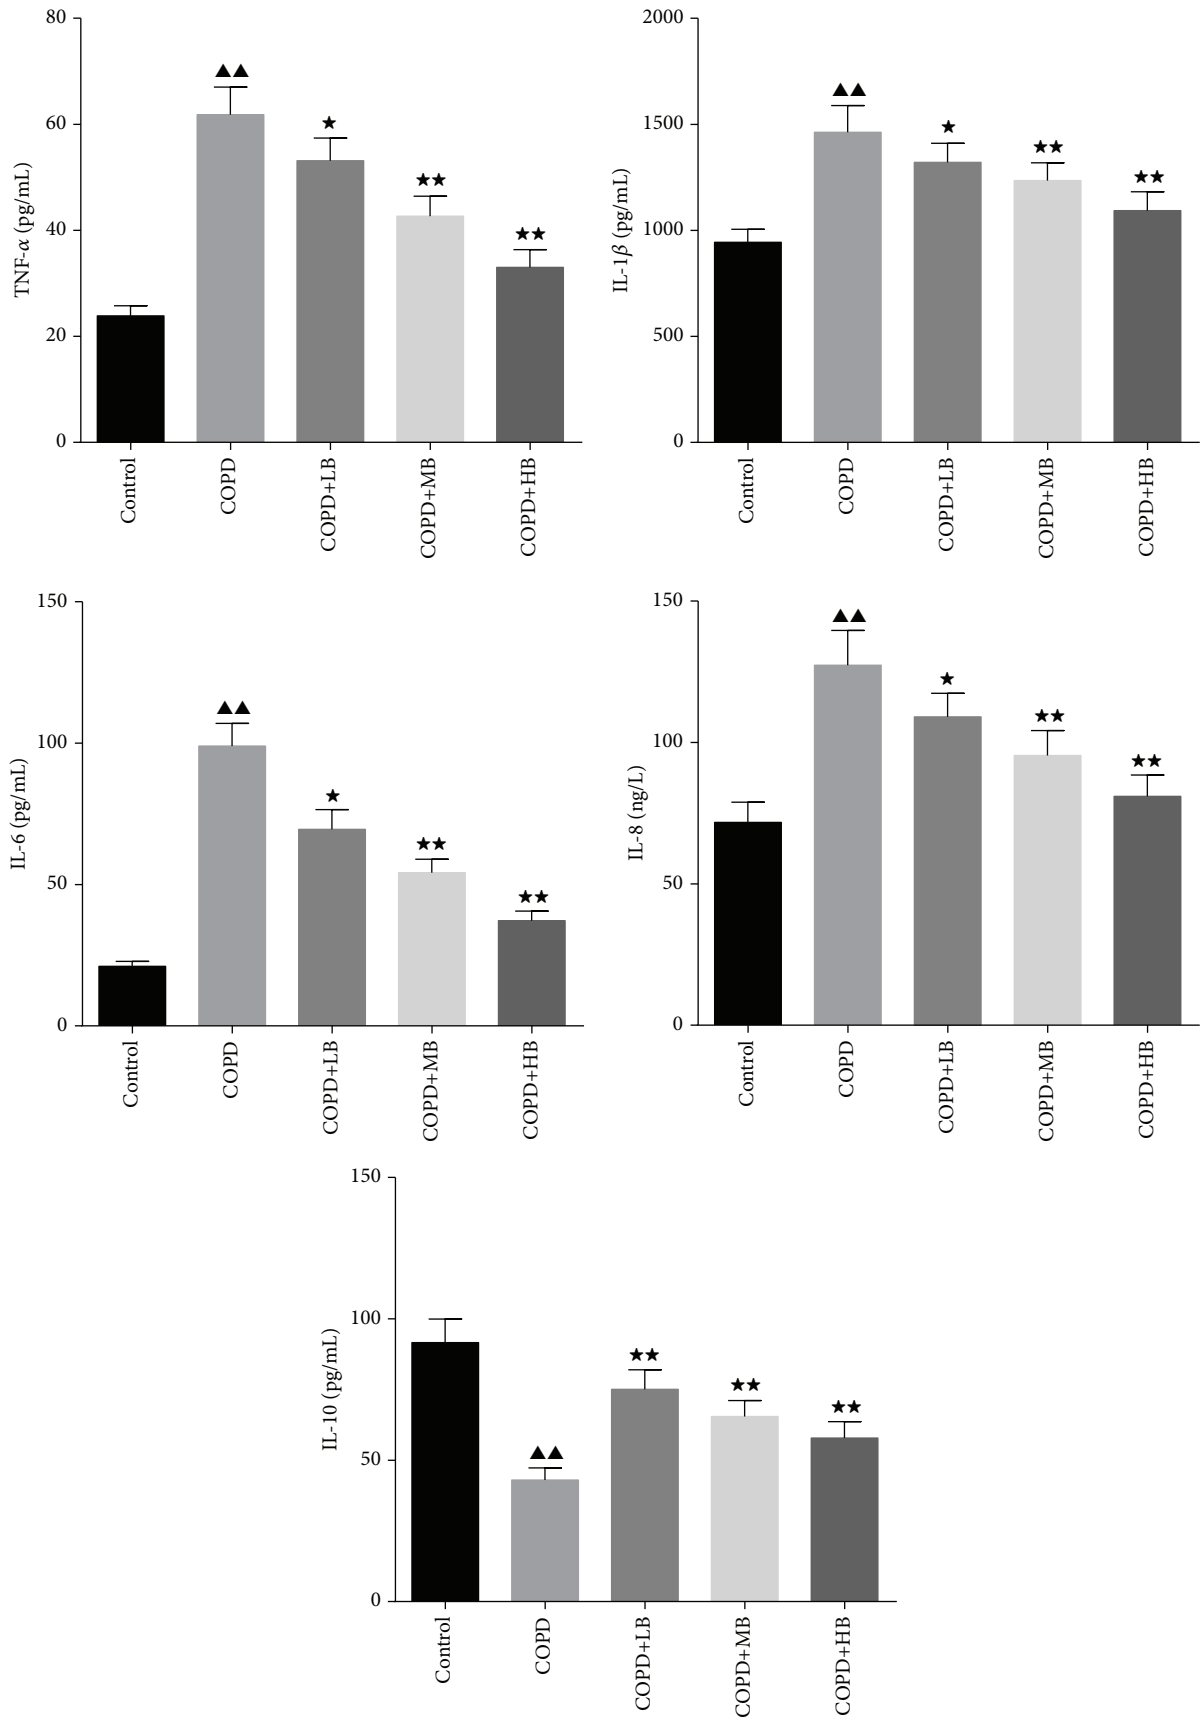 80
60
40
20
0
TNF-α (pg/mL)
▲▲
★
★★
★★
Control
COPD
COPD+LB
COPD+MB
COPD+HB
2000
1500
1000
500
0
IL-1β (pg/mL)
▲▲
★
★★
★★
Control
COPD
COPD+LB
COPD+MB
COPD+HB
150
100
50
0
IL-6 (pg/mL)
▲▲
★
★★
★★
Control
COPD
COPD+LB
COPD+MB
COPD+HB
150
100
50
0
IL-8 (ng/L)
▲▲
★
★★
★★
Control
COPD
COPD+LB
COPD+MB
COPD+HB
150
100
50
0
IL-10 (pg/mL)
▲▲
★★
★★
★★
Control
COPD
COPD+LB
COPD+MB
COPD+HB